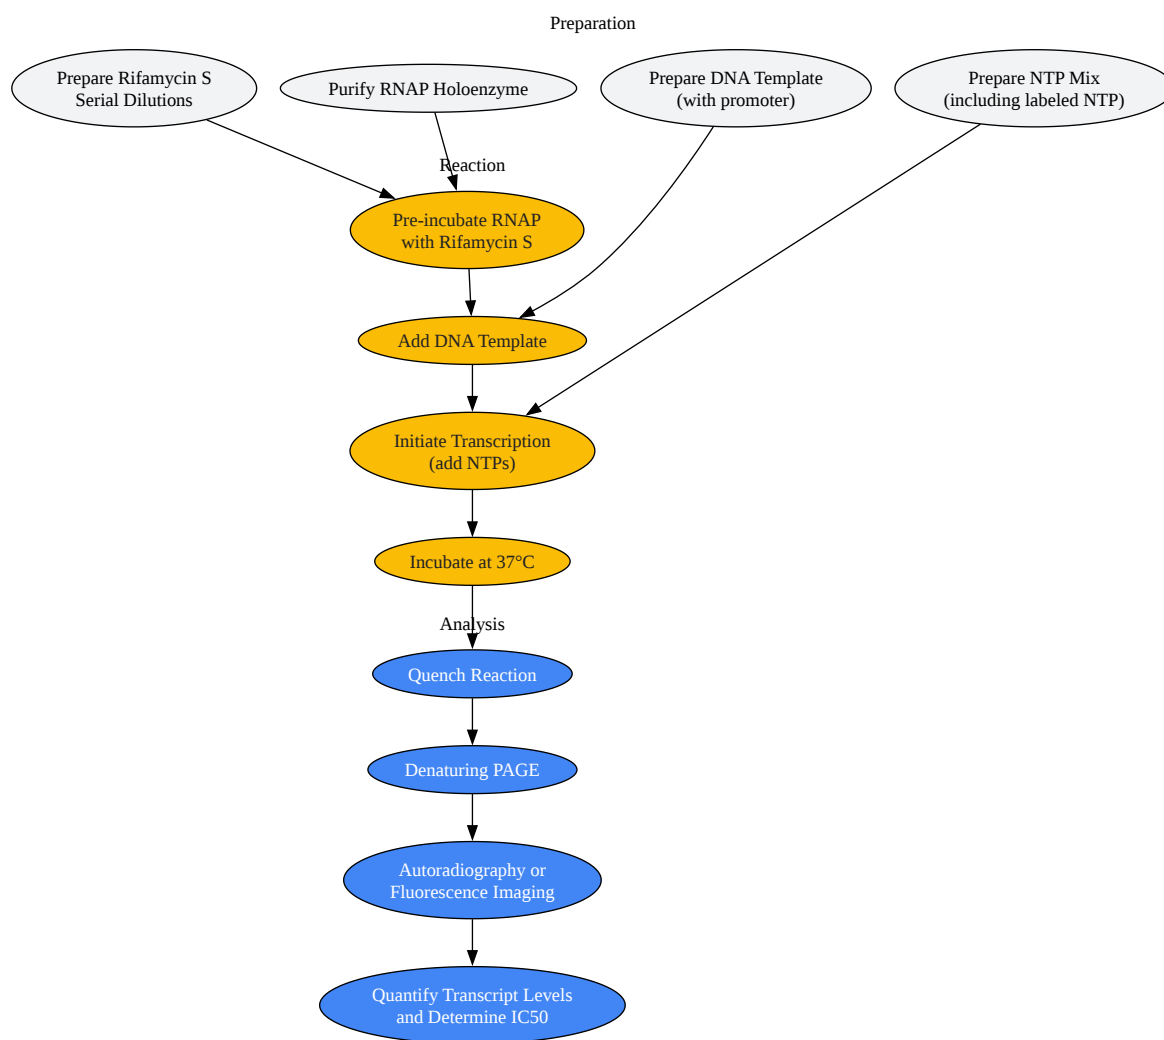 Preparation
Prepare Rifamycin S
Serial Dilutions
Purify RNAP Holoenzyme
Prepare DNA Template
(with promoter)
Prepare NTP Mix
(including labeled NTP)
Reaction
Pre-incubate RNAP
with Rifamycin S
Add DNA Template
Initiate Transcription
(add NTPs)
Incubate at 37°C
Analysis
Quench Reaction
Denaturing PAGE
Autoradiography or
Fluorescence Imaging
Quantify Transcript Levels
and Determine IC50